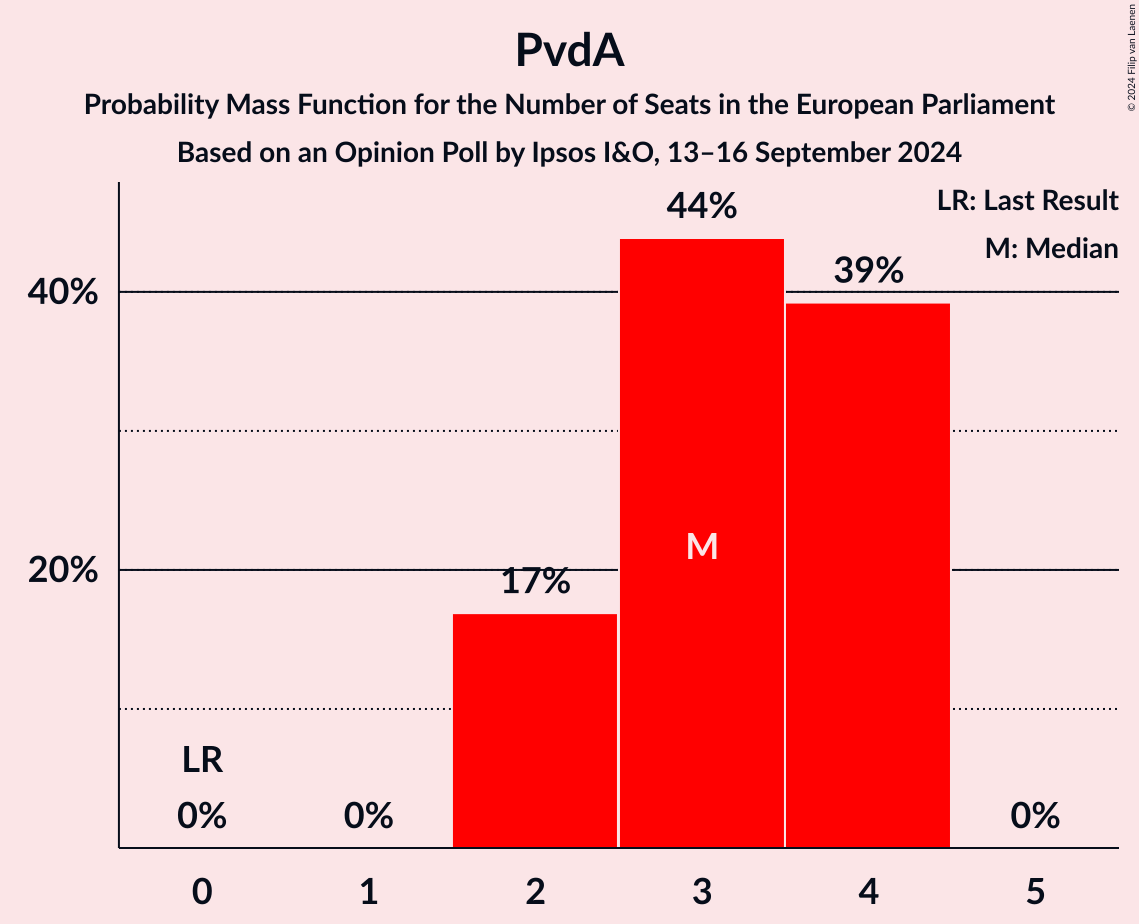 PvdA
Probability Mass Function for the Number of Seats in the European Parliament
Based on an Opinion Poll by Ipsos I&O, 13–16 September 2024
© 2024 Filip van Laenen
LR: Last Result
M: Median
40%
20%
LR
0%
0%
17%
44%
M
39%
0%
0 1 2 3 4 5